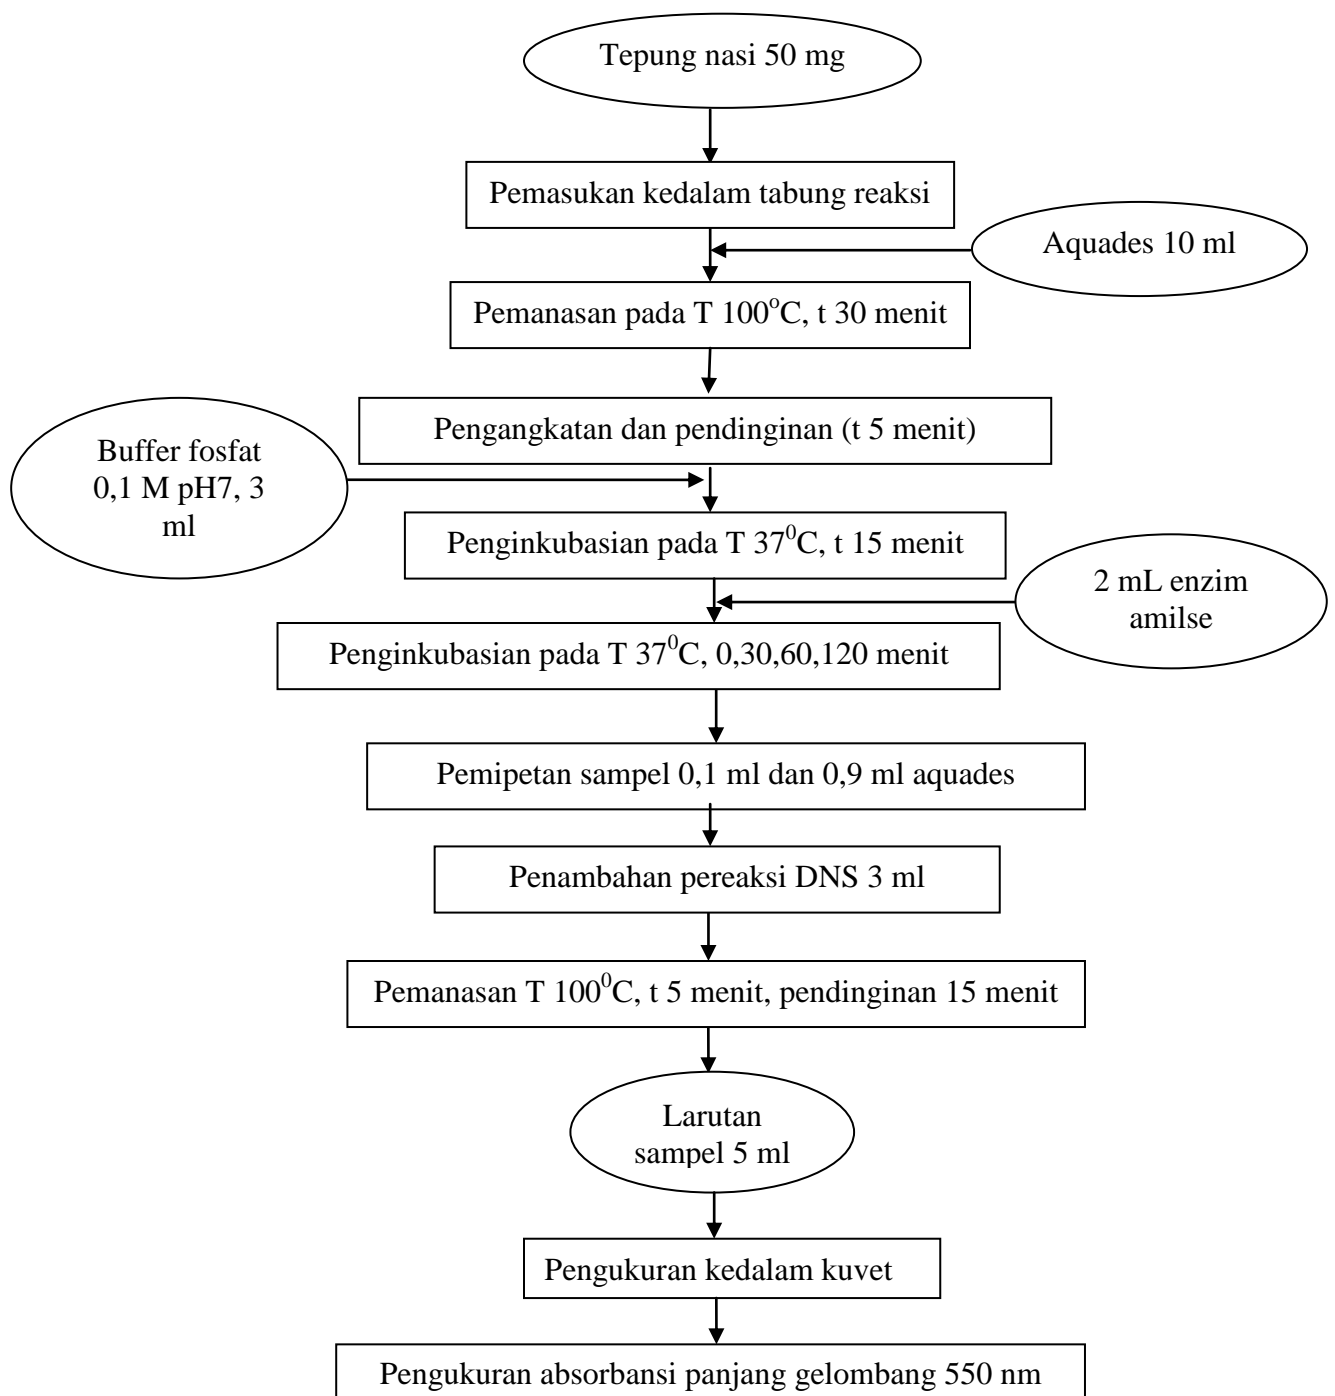 Tepung nasi 50 mg
Pemasukan kedalam tabung reaksi
Aquades 10 ml
Pemanasan pada T 100°C, t 30 menit
Pengangkatan dan pendinginan (t 5 menit)
Buffer fosfat
0,1 M pH7, 3
ml
Penginkubasian pada T 37⁰C, t 15 menit
2 mL enzim
amilse
Penginkubasian pada T 37⁰C, 0,30,60,120 menit
Pemipetan sampel 0,1 ml dan 0,9 ml aquades
Penambahan pereaksi DNS 3 ml
Pemanasan T 100⁰C, t 5 menit, pendinginan 15 menit
Larutan
sampel 5 ml
Pengukuran kedalam kuvet
Pengukuran absorbansi panjang gelombang 550 nm